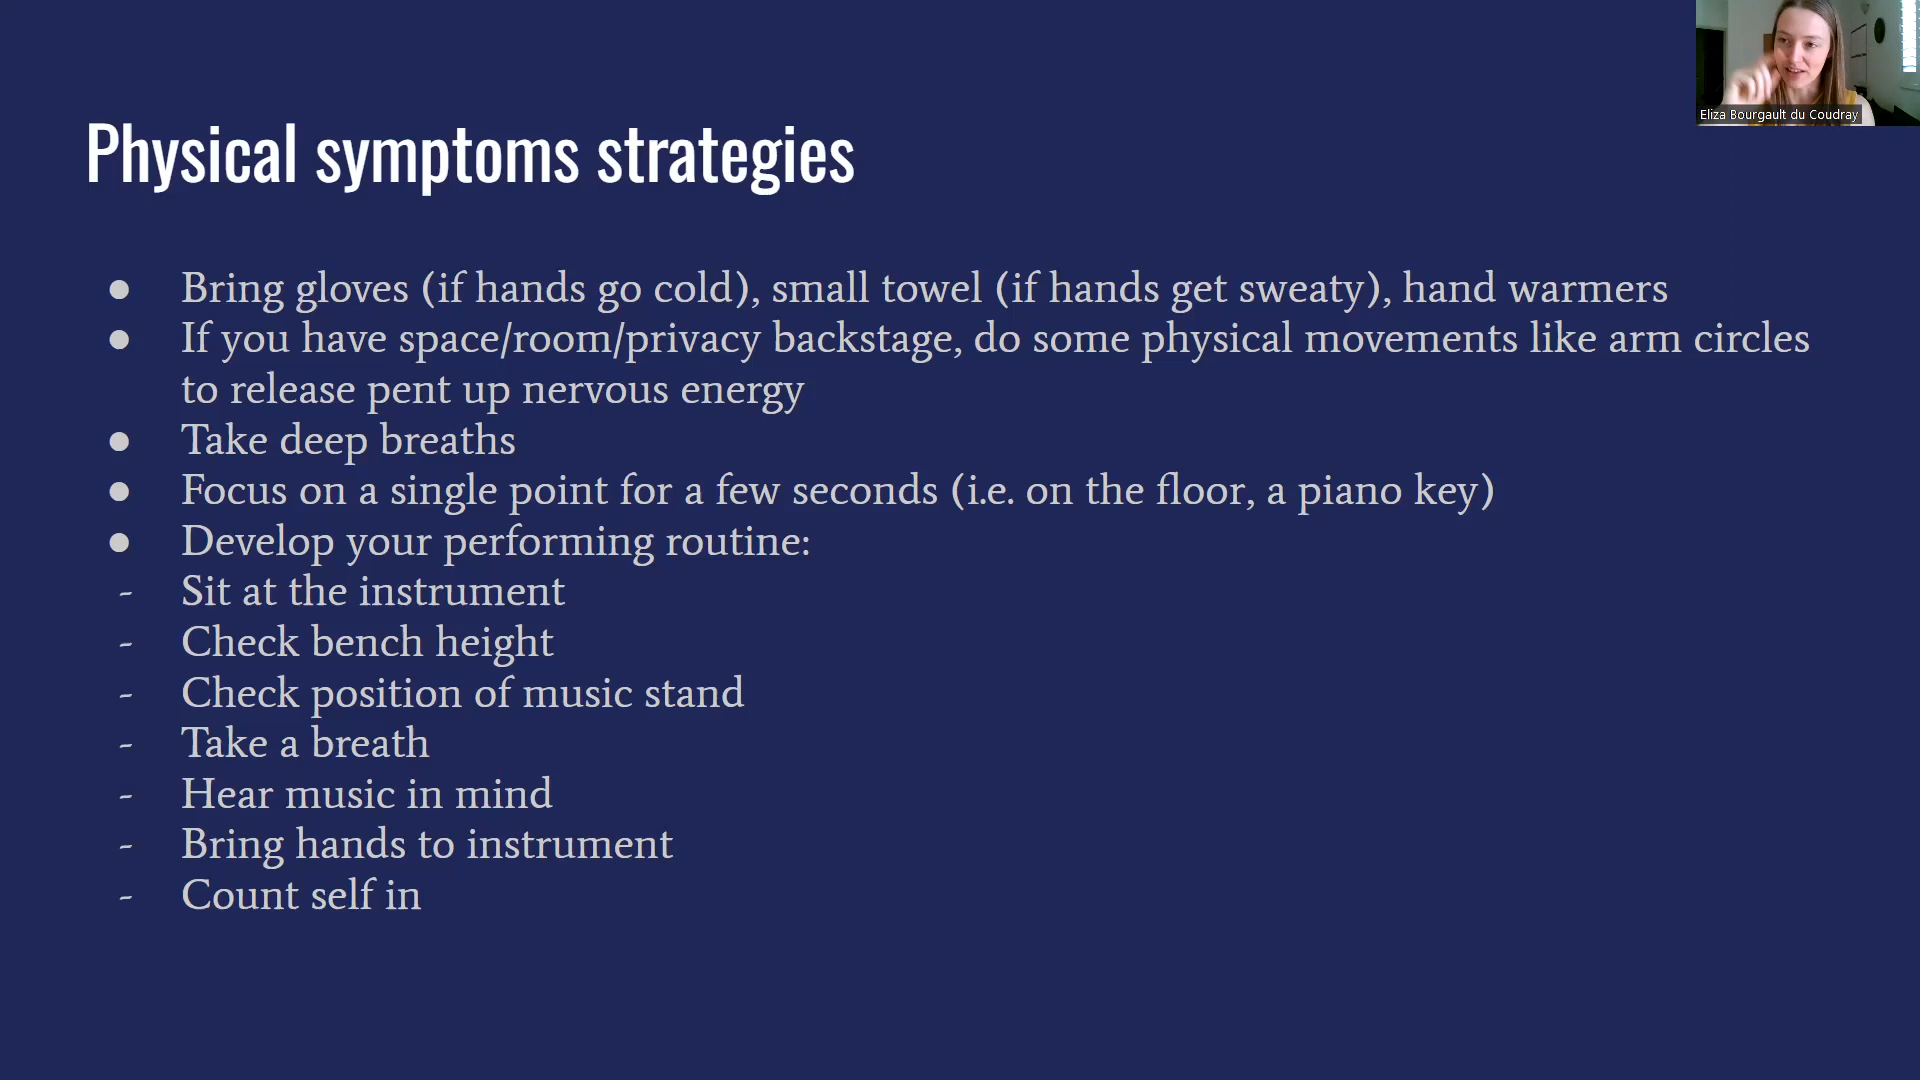 Eliza Bourgault du Coudray
Physical symptoms strategies
● Bring gloves (if hands go cold), small towel (if hands get sweaty), hand warmers
● If you have space/room/privacy backstage, do some physical movements like arm circles
to release pent up nervous energy
● Take deep breaths
● Focus on a single point for a few seconds (i.e. on the floor, a piano key)
● Develop your performing routine:
- Sit at the instrument
- Check bench height
- Check position of music stand
- Take a breath
- Hear music in mind
- Bring hands to instrument
- Count self in